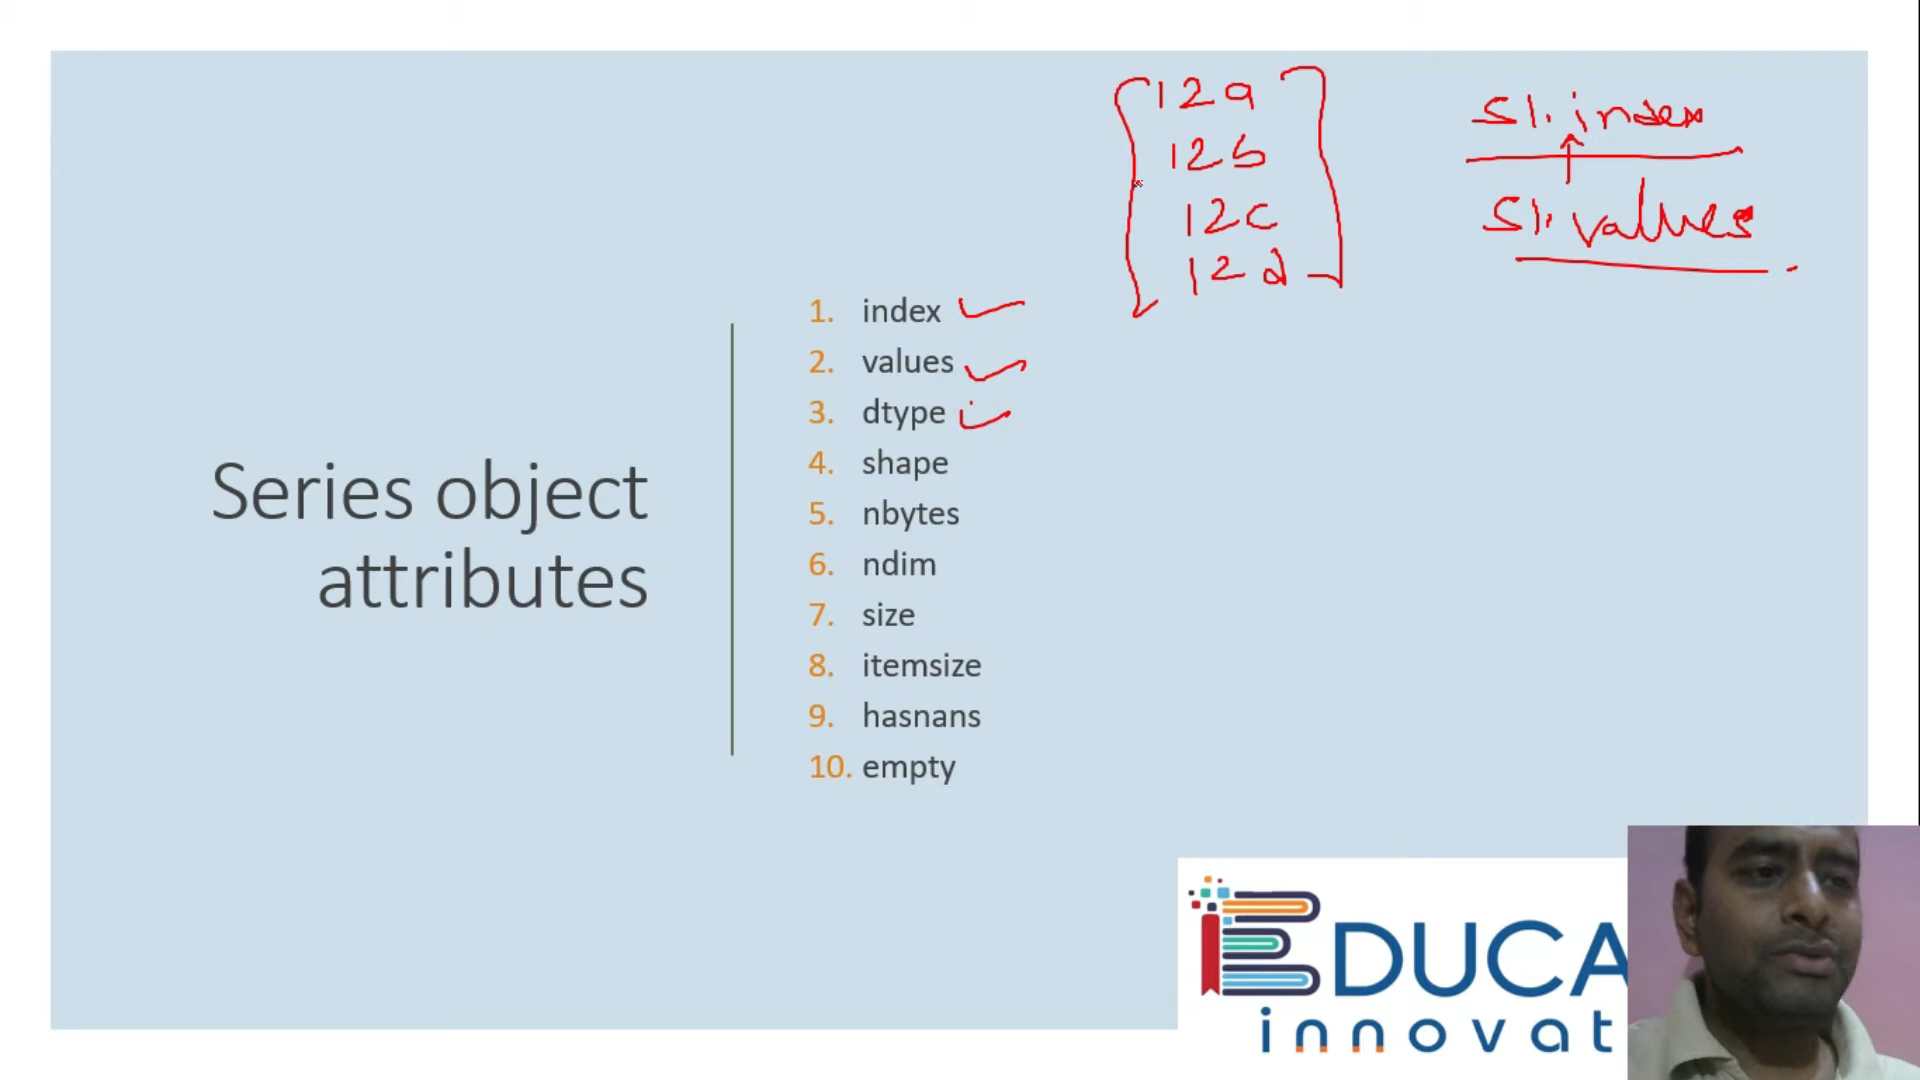 12a
12b
12c
12d
S1.index
S1.values
Series object
attributes
1. index
2. values
3. dtype
4. shape
5. nbytes
6. ndim
7. size
8. itemsize
9. hasnans
10. empty
EDUCA
innovat